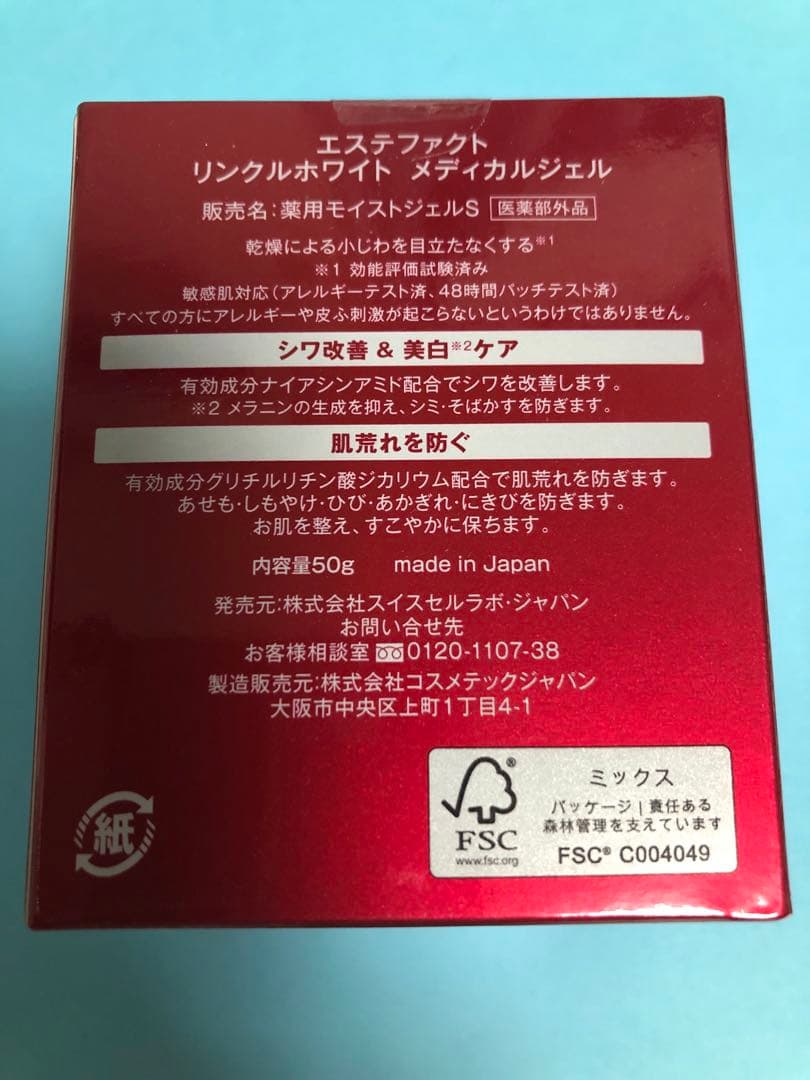 エステファクト
リンクルホワイト メディカルジェル
販売名:薬用モイストジェルS 医薬部外品
乾燥による小じわを目立たなくする※1
※1 効能評価試験済み
敏感肌対応(アレルギーテスト済、48時間パッチテスト済)
すべての方にアレルギーや皮ふ刺激が起こらないというわけではありません。
シワ改善 & 美白※2ケア
有効成分ナイアシンアミド配合でシワを改善します。
※2 メラニンの生成を抑え、シミ・そばかすを防ぎます。
肌荒れを防ぐ
有効成分グリチルリチン酸ジカリウム配合で肌荒れを防ぎます。
あせも・しもやけ・ひび・あかぎれ・にきびを防ぎます。
お肌を整え、すこやかに保ちます。
内容量50g made in Japan
発売元:株式会社スイスセルラボ・ジャパン
お問い合せ先
お客様相談室 0120-1107-38
製造販売元:株式会社コスメテックジャパン
大阪市中央区上町1丁目4-1
紙
FSC®
www.fsc.org
ミックス
パッケージ | 責任ある
森林管理を支えています
FSC® C004049